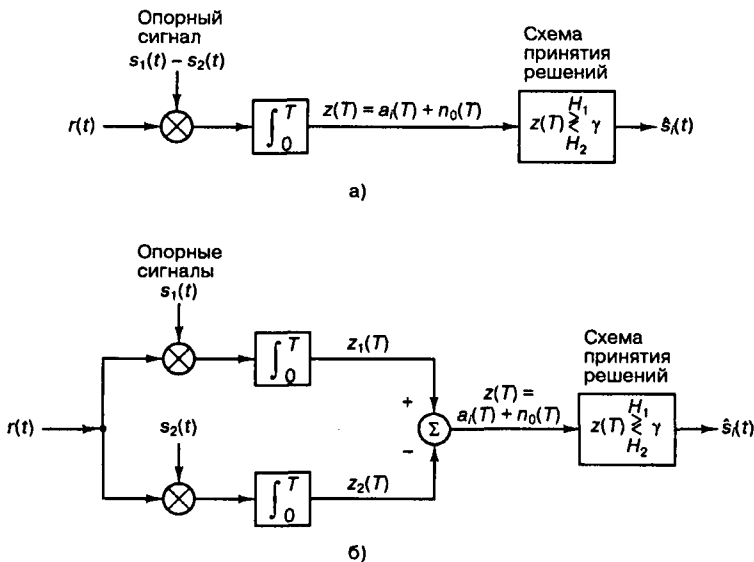 Опорный
сигнал
s₁(t) – s₂(t)
r(t)
∫₀ᵀ
z(T) = aᵢ(T) + n₀(T)
Схема
принятия
решений
H₁
z(T) ≷ γ
H₂
ŝᵢ(t)
а)
Опорные
сигналы
s₁(t)
∫₀ᵀ
z₁(T)
r(t)
s₂(t)
∫₀ᵀ
z₂(T)
+
Σ
–
z(T) =
aᵢ(T) + n₀(T)
Схема
принятия
решений
H₁
z(T) ≷ γ
H₂
ŝᵢ(t)
б)